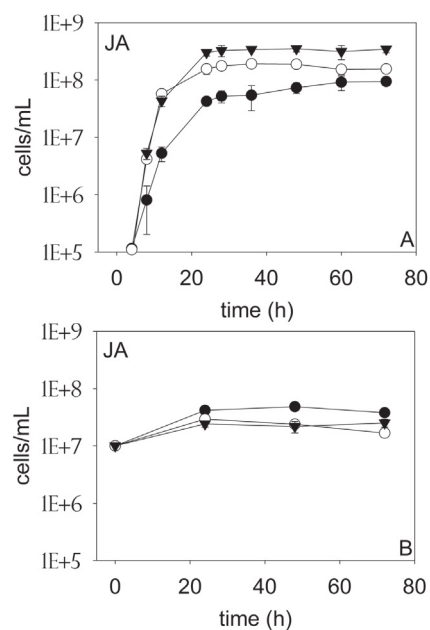 JA
1E+9
1E+8
1E+7
1E+6
1E+5
cells/mL
A
0 20 40 60 80
time (h)
JA
1E+9
1E+8
1E+7
1E+6
1E+5
cells/mL
B
0 20 40 60 80
time (h)